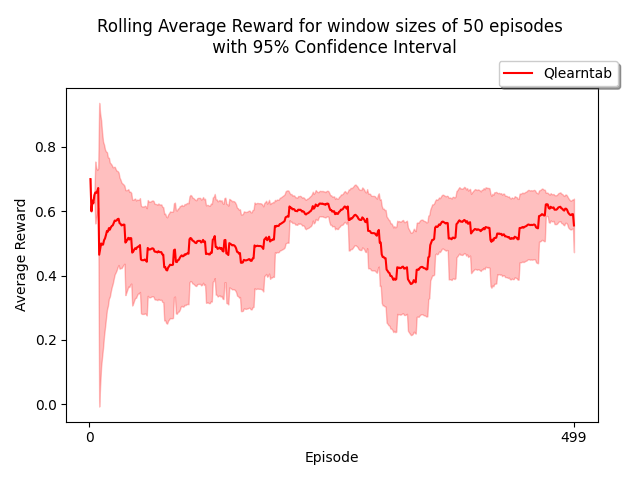 Rolling Average Reward for window sizes of 50 episodes
with 95% Confidence Interval
Qlearntab
Average Reward
0.8
0.6
0.4
0.2
0.0
0
499
Episode